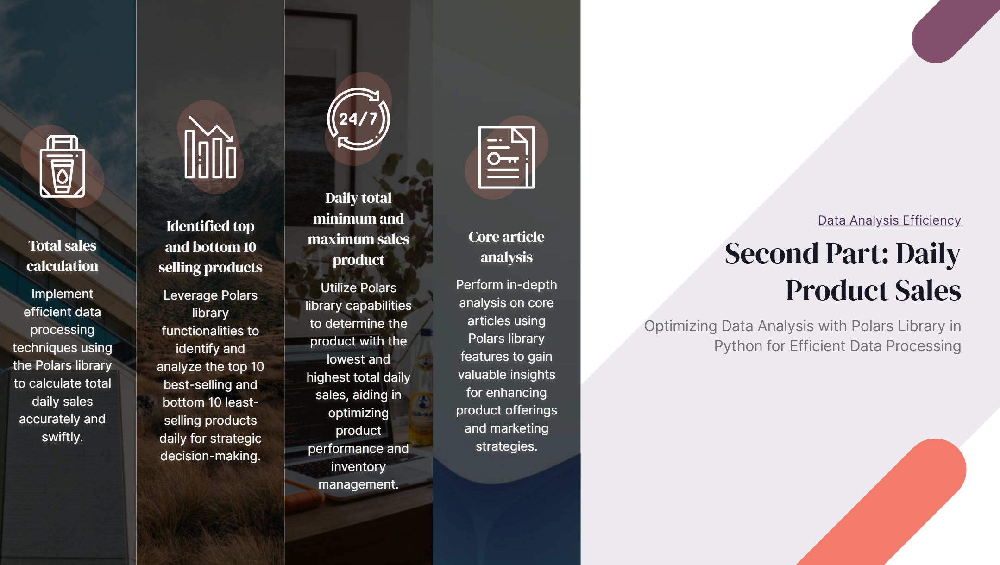 Total sales
calculation
Implement
efficient data
processing
techniques using
the Polars library
to calculate total
daily sales
accurately and
swiftly.
Identified top
and bottom 10
selling products
Leverage Polars
library
functionalities to
identify and
analyze the top 10
best-selling and
bottom 10 least-
selling products
daily for strategic
decision-making.
24/7
Daily total
minimum and
maximum sales
product
Utilize Polars
library capabilities
to determine the
product with the
lowest and
highest total daily
sales, aiding in
optimizing
product
performance and
inventory
management.
Core article
analysis
Perform in-depth
analysis on core
articles using
Polars library
features to gain
valuable insights
for enhancing
product offerings
and marketing
strategies.
Data Analysis Efficiency
Second Part: Daily
Product Sales
Optimizing Data Analysis with Polars Library in
Python for Efficient Data Processing